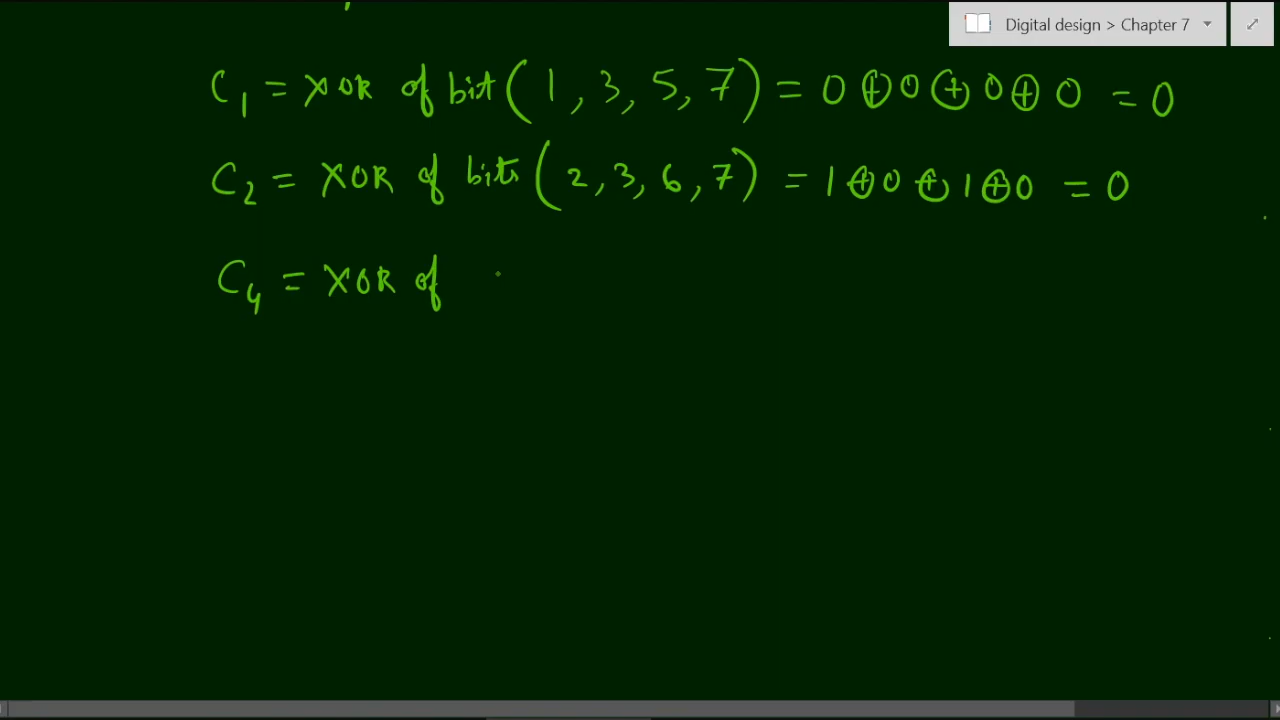 Digital design > Chapter 7
C₁ = XOR of bit (1, 3, 5, 7) = 0 ⊕ 0 ⊕ 0 ⊕ 0 = 0
C₂ = XOR of bits (2, 3, 6, 7) = 1 ⊕ 0 ⊕ 1 ⊕ 0 = 0
C₄ = XOR of